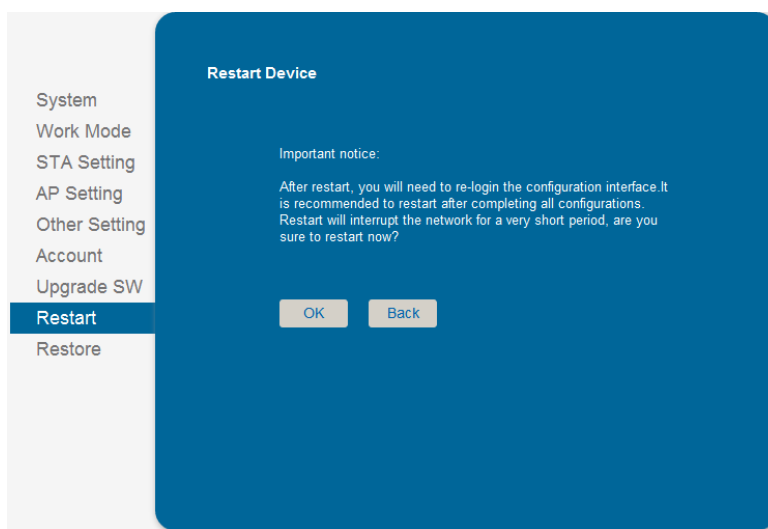 Restart Device
System
Work Mode
STA Setting
AP Setting
Other Setting
Account
Upgrade SW
Restart
Restore
Important notice:
After restart, you will need to re-login the configuration interface.It
is recommended to restart after completing all configurations.
Restart will interrupt the network for a very short period, are you
sure to restart now?
OK
Back